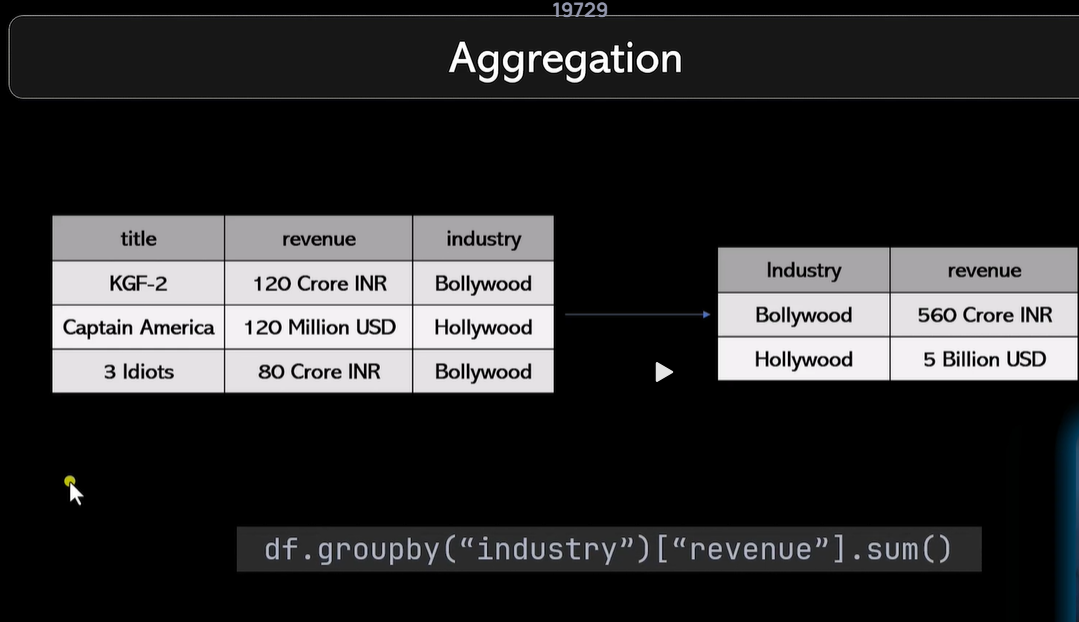 19729
Aggregation
title revenue industry
KGF-2 120 Crore INR Bollywood
Captain America 120 Million USD Hollywood
3 Idiots 80 Crore INR Bollywood
Industry revenue
Bollywood 560 Crore INR
Hollywood 5 Billion USD
df.groupby(“industry”)[“revenue”].sum()